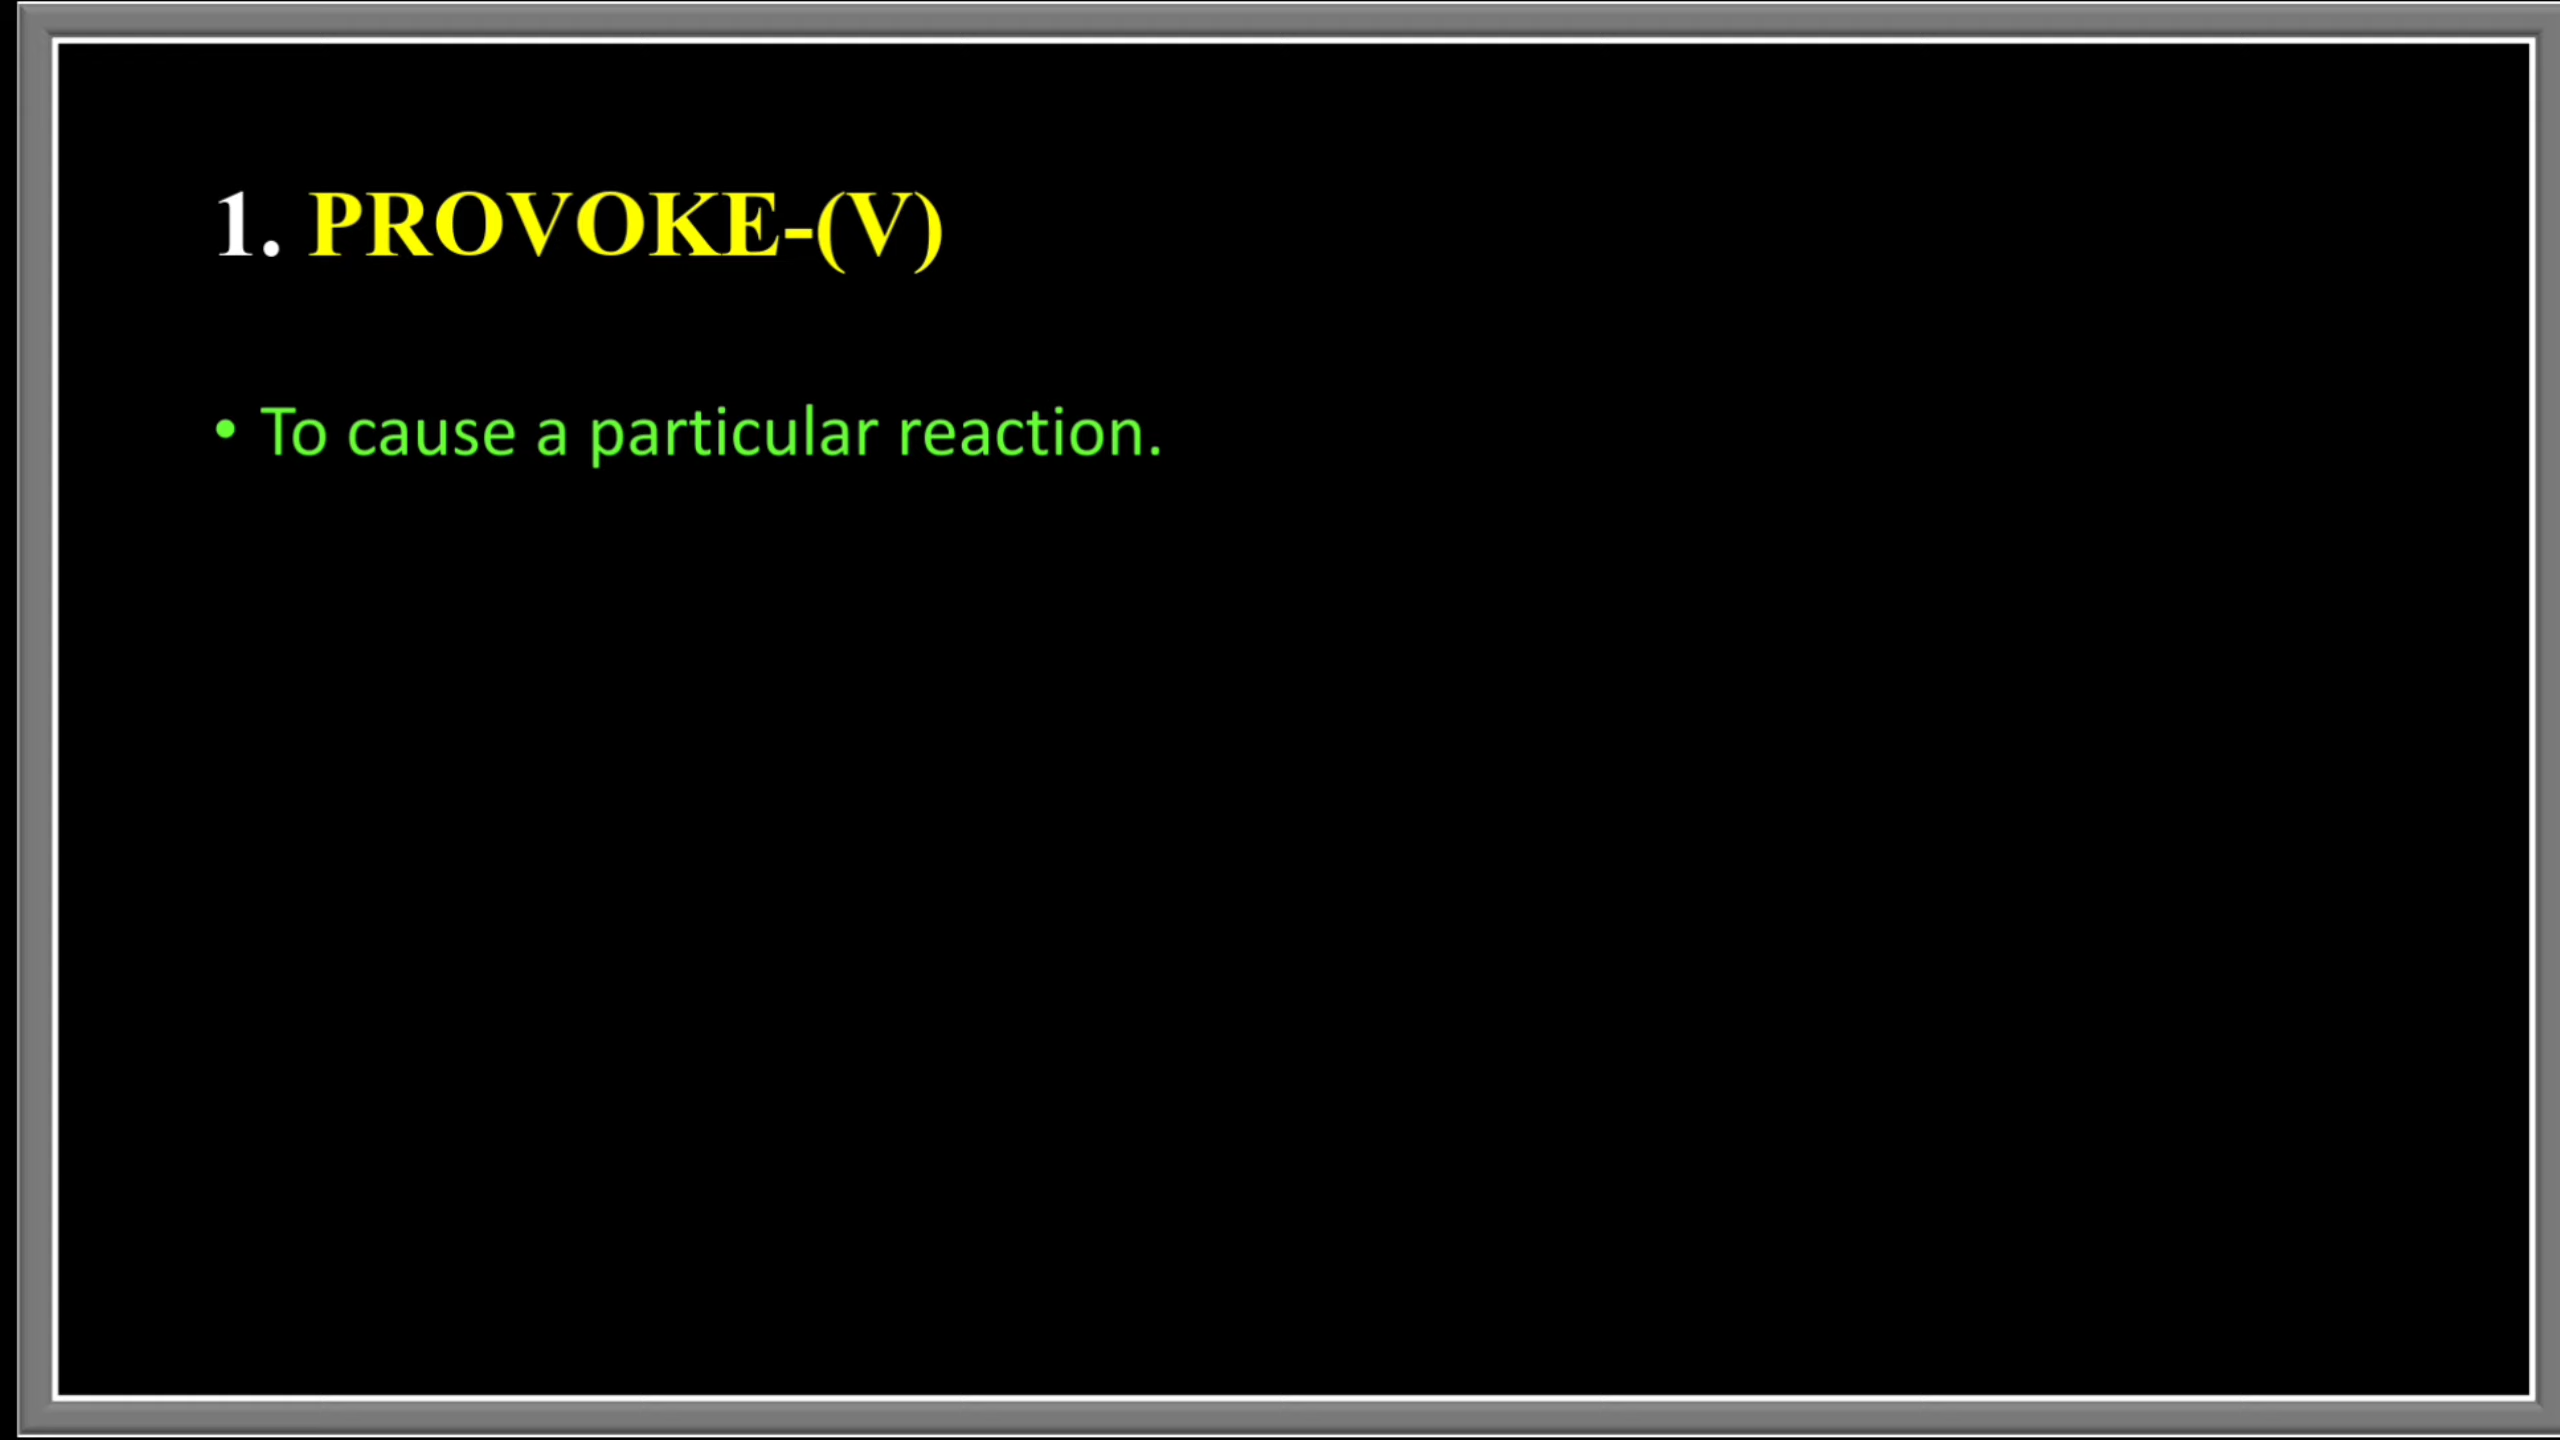 1. PROVOKE-(V)
• To cause a particular reaction.